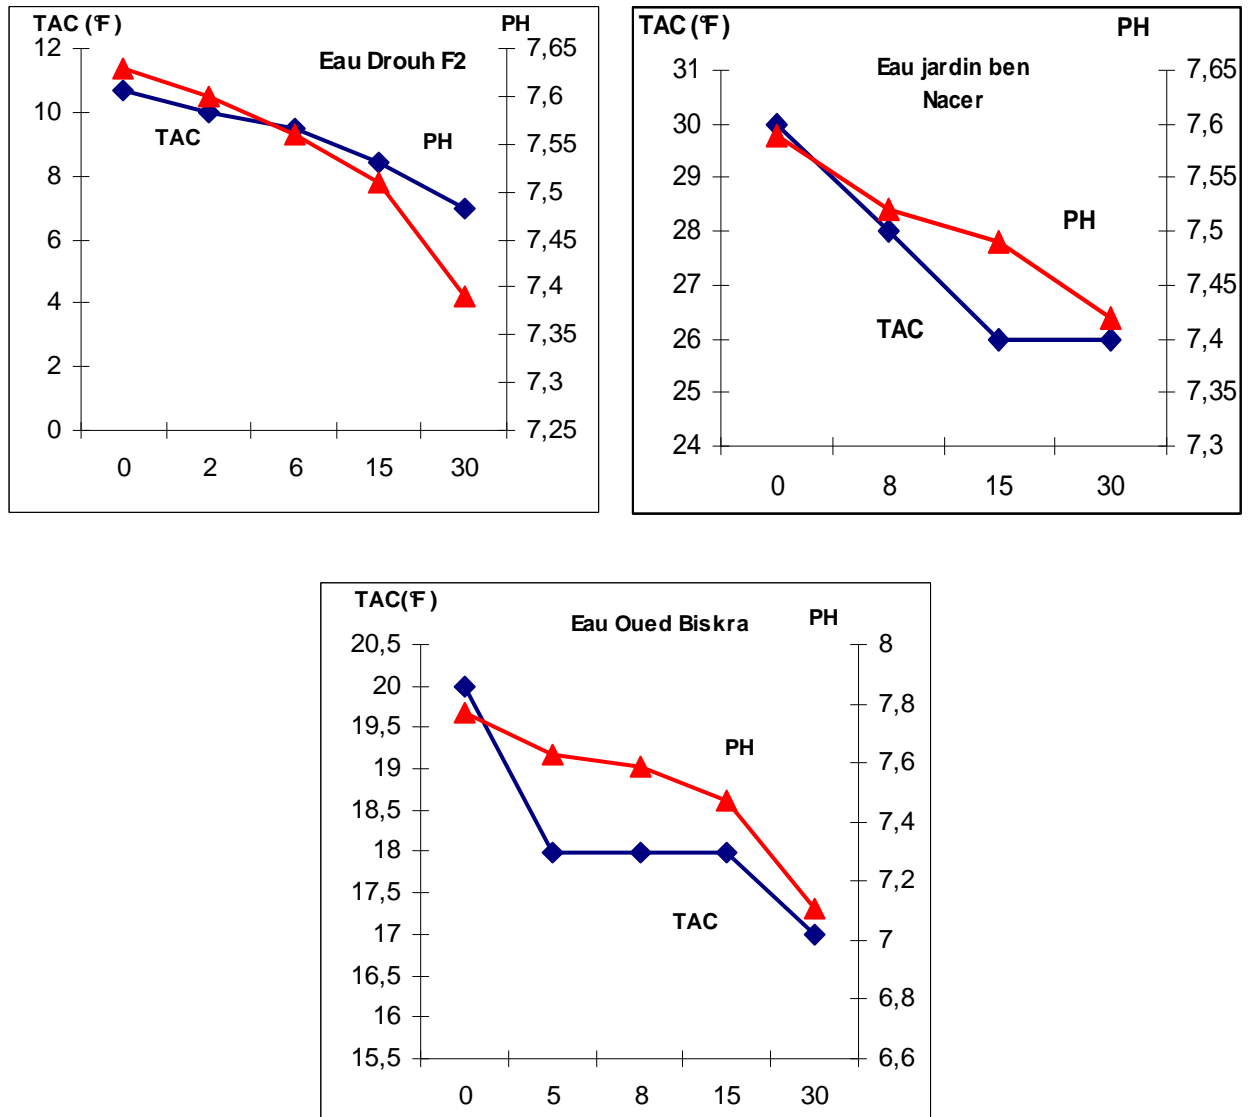 TAC (°F)
PH
Eau Drouh F2
12
10
8
6
4
2
0
7,65
7,6
7,55
7,5
7,45
7,4
7,35
7,3
7,25
TAC
PH
0 2 6 15 30
TAC (°F)
PH
Eau jardin ben
Nacer
31
30
29
28
27
26
25
24
7,65
7,6
7,55
7,5
7,45
7,4
7,35
7,3
PH
TAC
0 8 15 30
TAC(°F)
PH
Eau Oued Biskra
20,5
20
19,5
19
18,5
18
17,5
17
16,5
16
15,5
8
7,8
7,6
7,4
7,2
7
6,8
6,6
PH
TAC
0 5 8 15 30